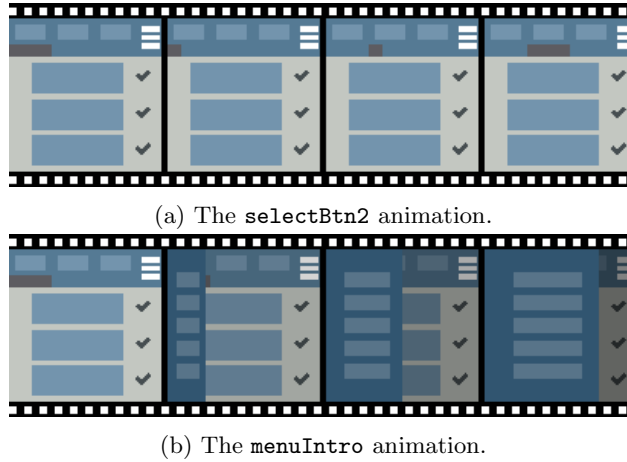 (a) The selectBtn2 animation.
(b) The menuIntro animation.